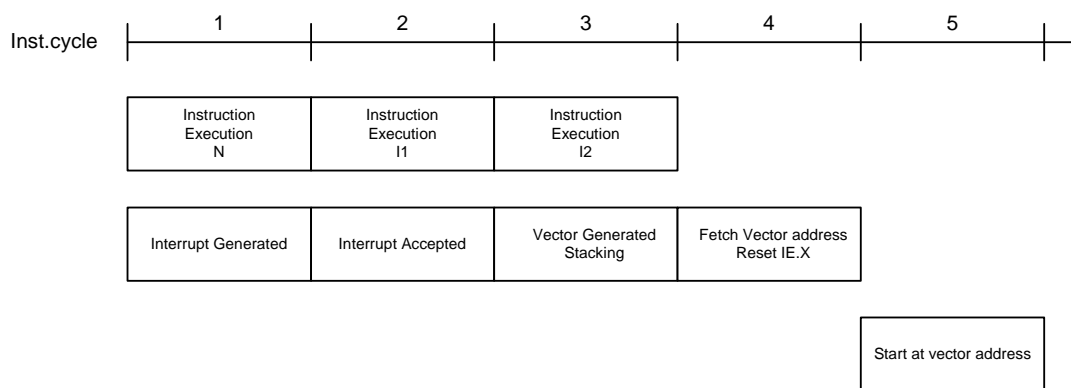 1 2 3 4 5
Inst.cycle
Instruction
Execution
N
Instruction
Execution
I1
Instruction
Execution
I2
Interrupt Generated
Interrupt Accepted
Vector Generated
Stacking
Fetch Vector address
Reset IE.X
Start at vector address